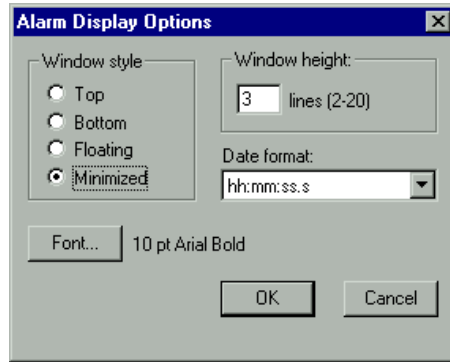 Alarm Display Options
Window style
Top
Bottom
Floating
Minimized
Window height:
3 lines (2-20)
Date format:
hh:mm:ss.s
Font... 10 pt Arial Bold
OK Cancel